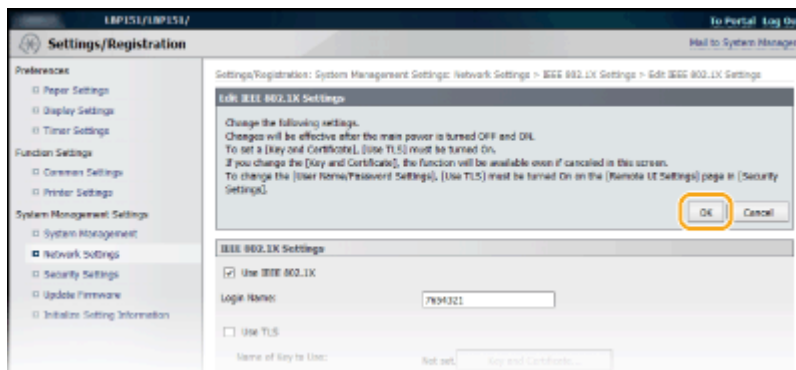 LBP151/LBP151/
To Portal Log Ou
Settings/Registration
Mail to System Manager
Preferences
Paper Settings
Display Settings
Timer Settings
Function Settings
Common Settings
Printer Settings
System Management Settings
System Management
Network Settings
Security Settings
Update Firmware
Initialize Setting Information
Settings/Registration: System Management Settings: Network Settings > IEEE 802.1X Settings > Edit IEEE 802.1X Settings
Edit IEEE 802.1X Settings
Change the following settings.
Changes will be effective after the main power is turned OFF and ON.
To set a [Key and Certificate], [Use TLS] must be turned On.
If you change the [Key and Certificate], the function will be available even if canceled in this screen.
To change the [User Name/Password Settings], [Use TLS] must be turned On on the [Remote UI Settings] page in [Security
Settings].
OK Cancel
IEEE 802.1X Settings
Use IEEE 802.1X
Login Name: 7654321
Use TLS
Name of Key to Use: Not set. Key and Certificate...